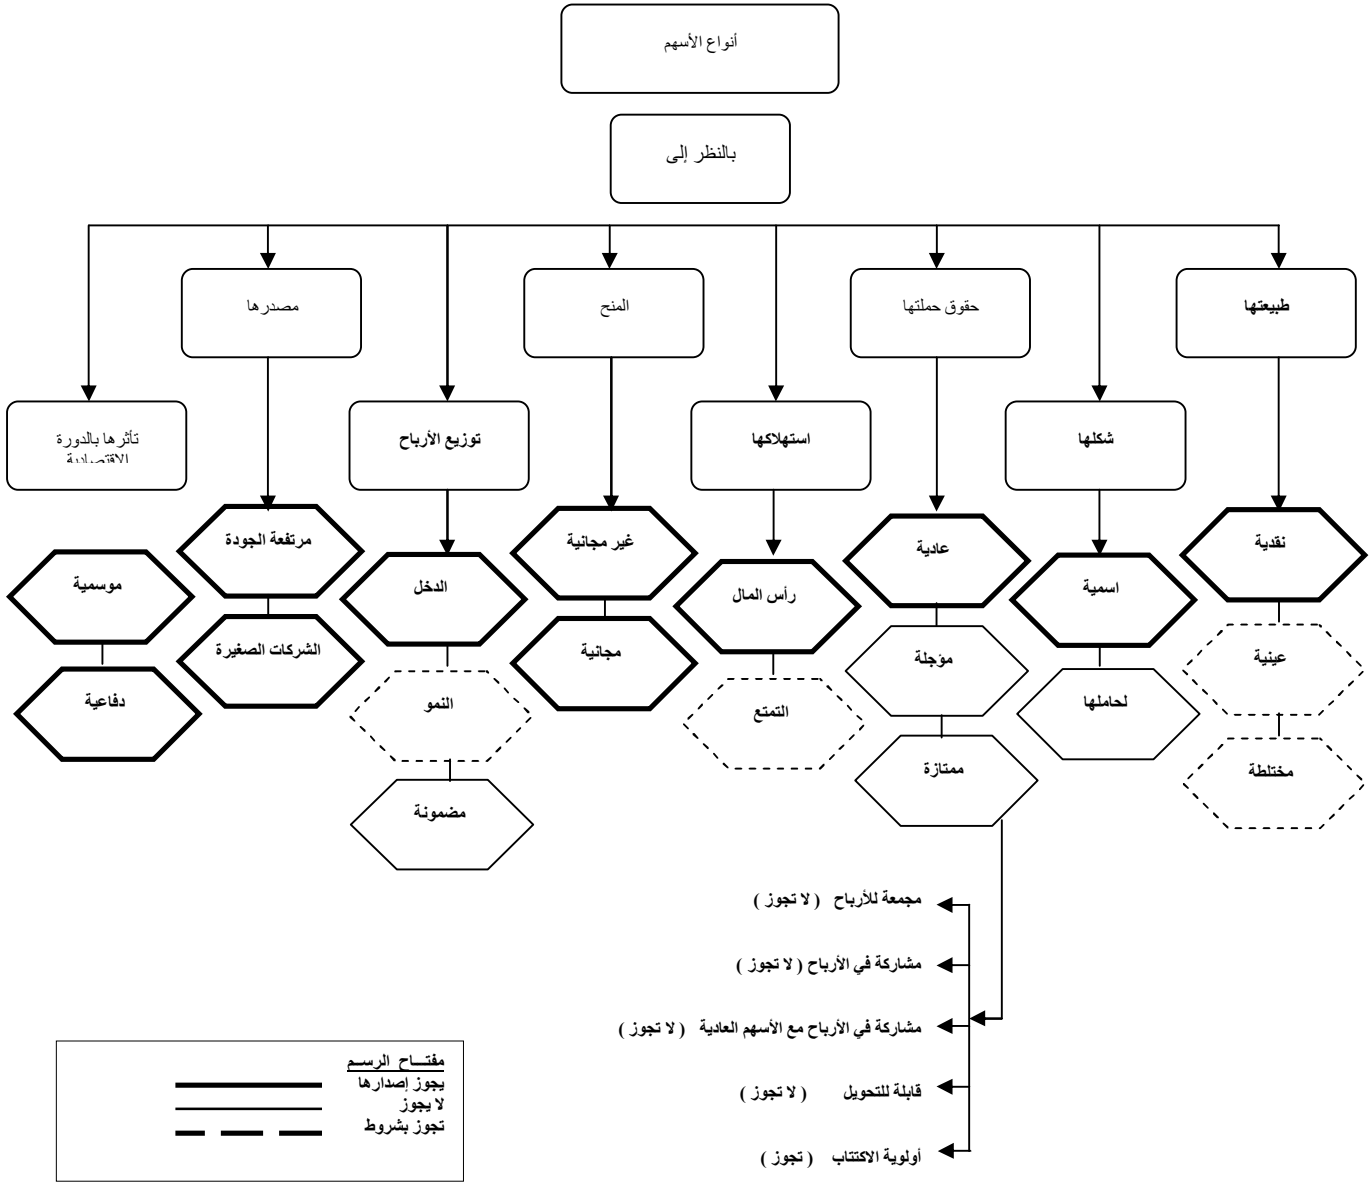 أنواع الأسهم
بالنظر إلى
طبيعتها
حقوق حملتها
المنح
مصدرها
شكلها
استهلاكها
توزيع الأرباح
تأثرها بالدورة
الاقتصادية
نقدية
عينية
مختلطة
اسمية
لحاملها
عادية
مؤجلة
ممتازة
رأس المال
التمتع
غير مجانية
مجانية
الدخل
النمو
مضمونة
مرتفعة الجودة
الشركات الصغيرة
موسمية
دفاعية
مجمعة للأرباح ( لا تجوز )
مشاركة في الأرباح ( لا تجوز )
مشاركة في الأرباح مع الأسهم العادية ( لا تجوز )
قابلة للتحويل ( لا تجوز )
أولوية الاكتتاب ( تجوز )
مفتـــاح الرســـم
يجوز إصدارها
لا يجوز
تجوز بشروط